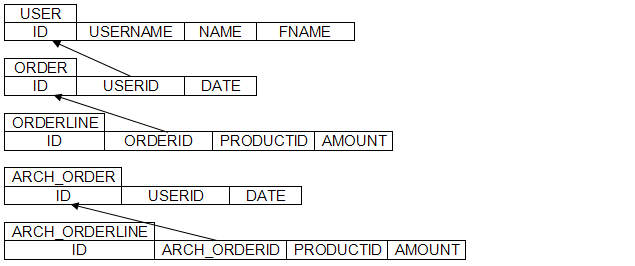 USER
ID USERNAME NAME FNAME
ORDER
ID USERID DATE
ORDERLINE
ID ORDERID PRODUCTID AMOUNT
ARCH_ORDER
ID USERID DATE
ARCH_ORDERLINE
ID ARCH_ORDERID PRODUCTID AMOUNT